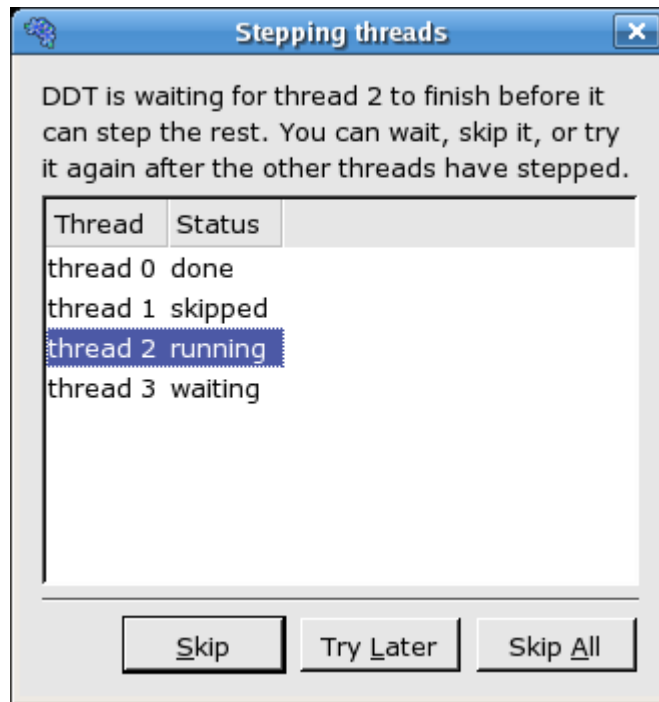 Stepping threads
DDT is waiting for thread 2 to finish before it
can step the rest. You can wait, skip it, or try
it again after the other threads have stepped.
Thread Status
thread 0 done
thread 1 skipped
thread 2 running
thread 3 waiting
Skip Try Later Skip All